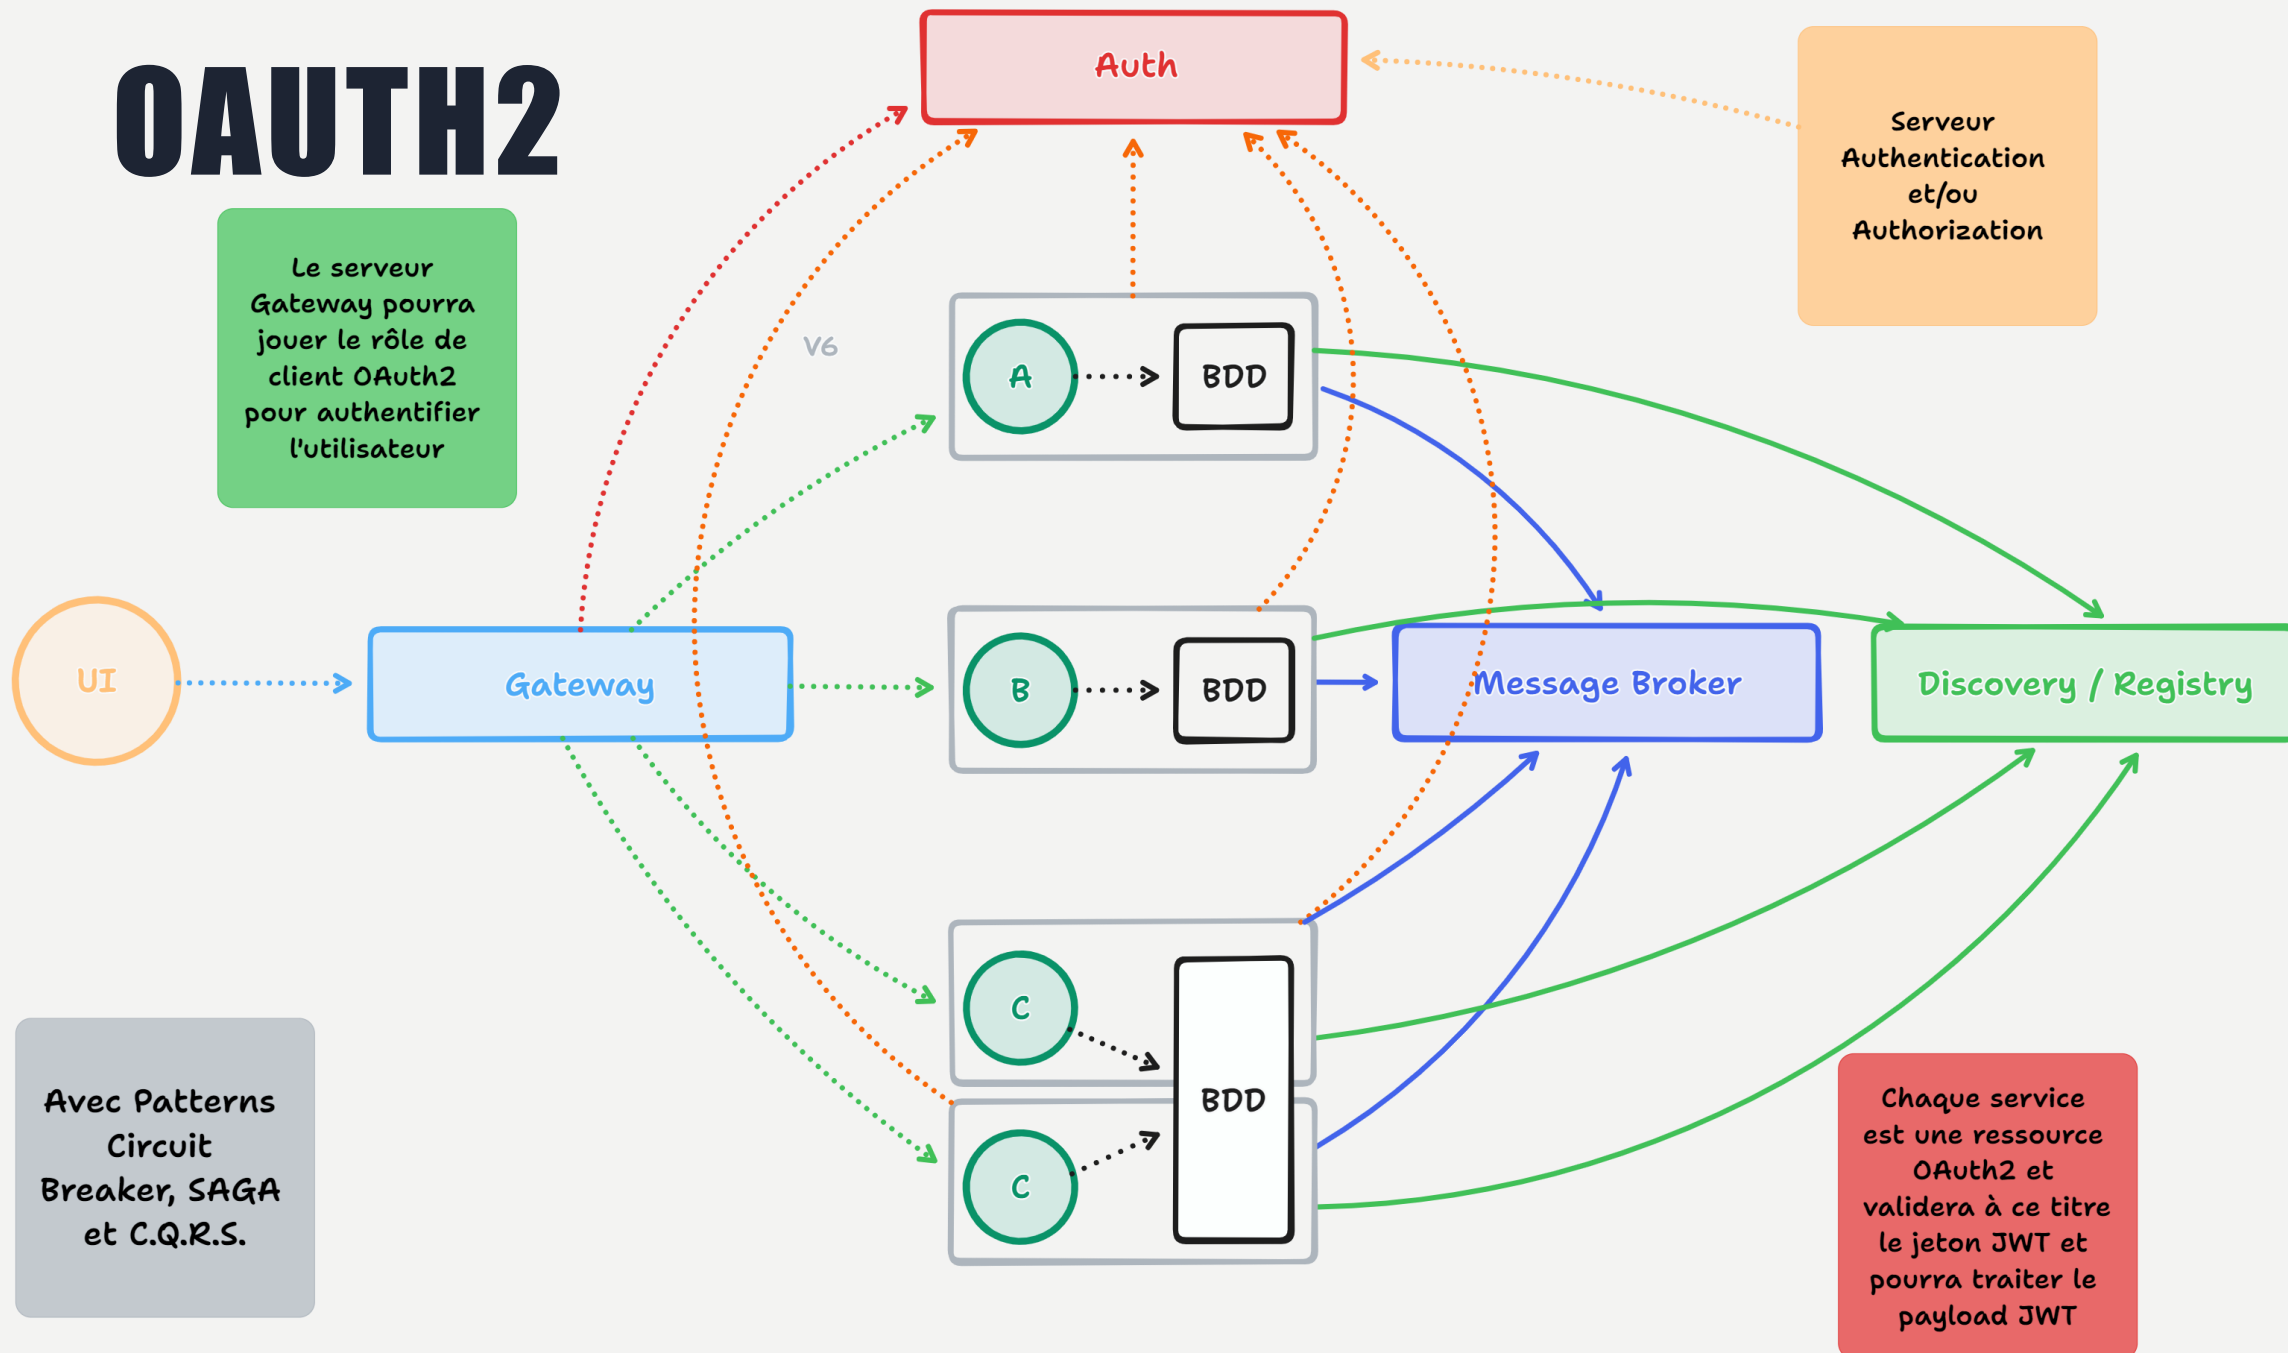 OAUTH2
Auth
Serveur
Authentication
et/ou
Authorization
Le serveur
Gateway pourra
jouer le rôle de
client OAuth2
pour authentifier
l'utilisateur
V6
A
BDD
UI
Gateway
B
BDD
Message Broker
Discovery / Registry
C
BDD
C
Avec Patterns
Circuit
Breaker, SAGA
et C.Q.R.S.
Chaque service
est une ressource
OAuth2 et
validera à ce titre
le jeton JWT et
pourra traiter le
payload JWT